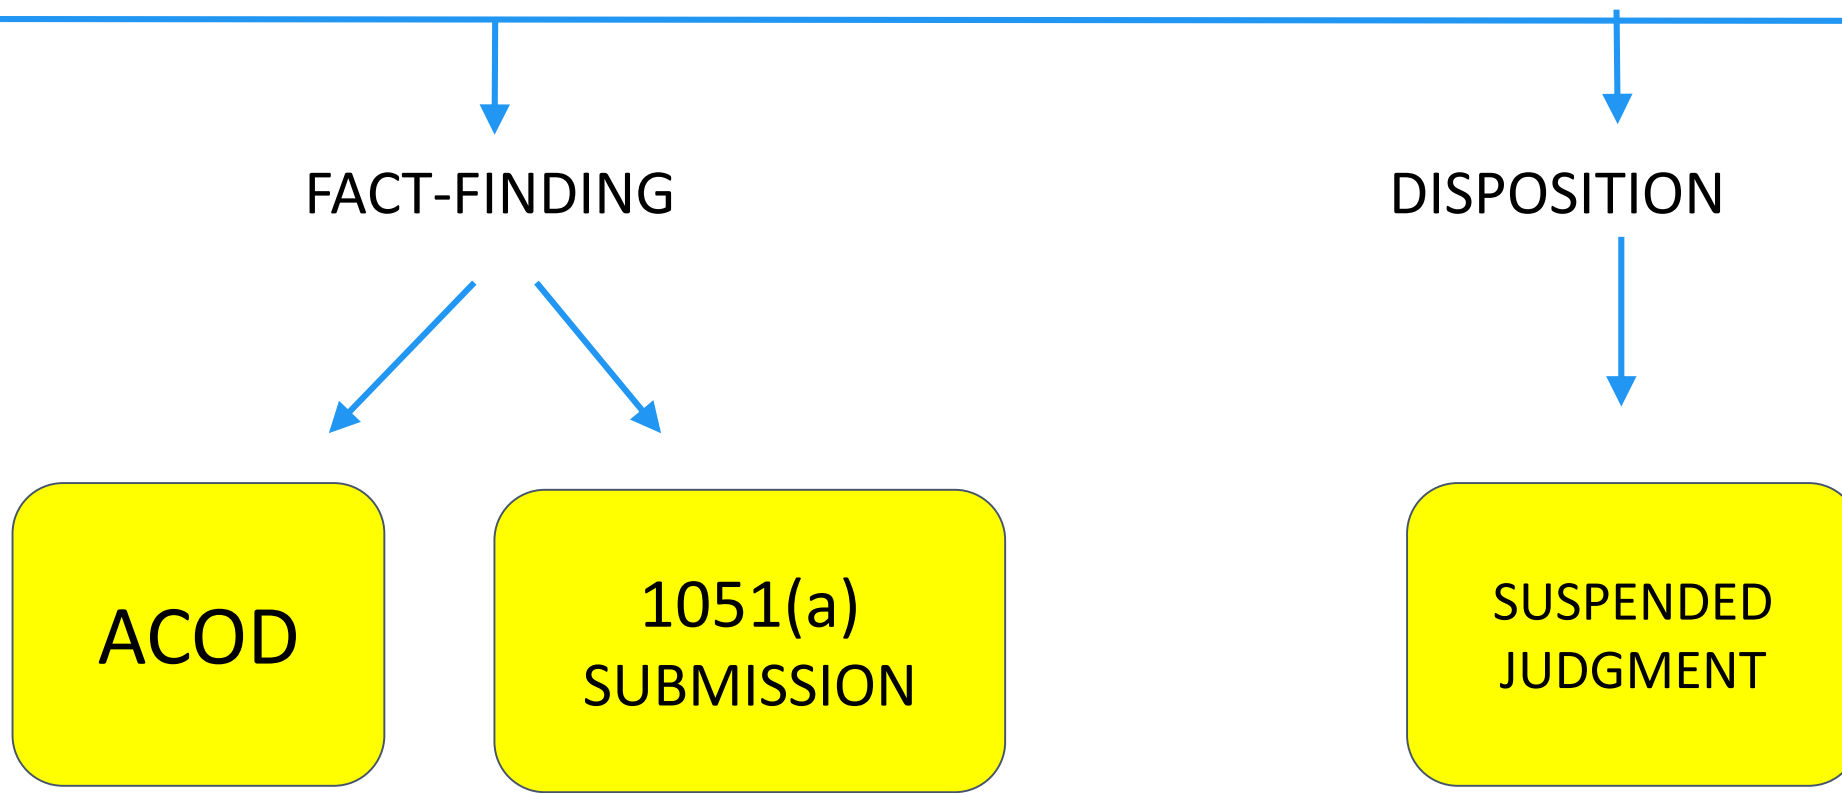 FACT-FINDING
DISPOSITION
ACOD
1051(a)
SUBMISSION
SUSPENDED
JUDGMENT